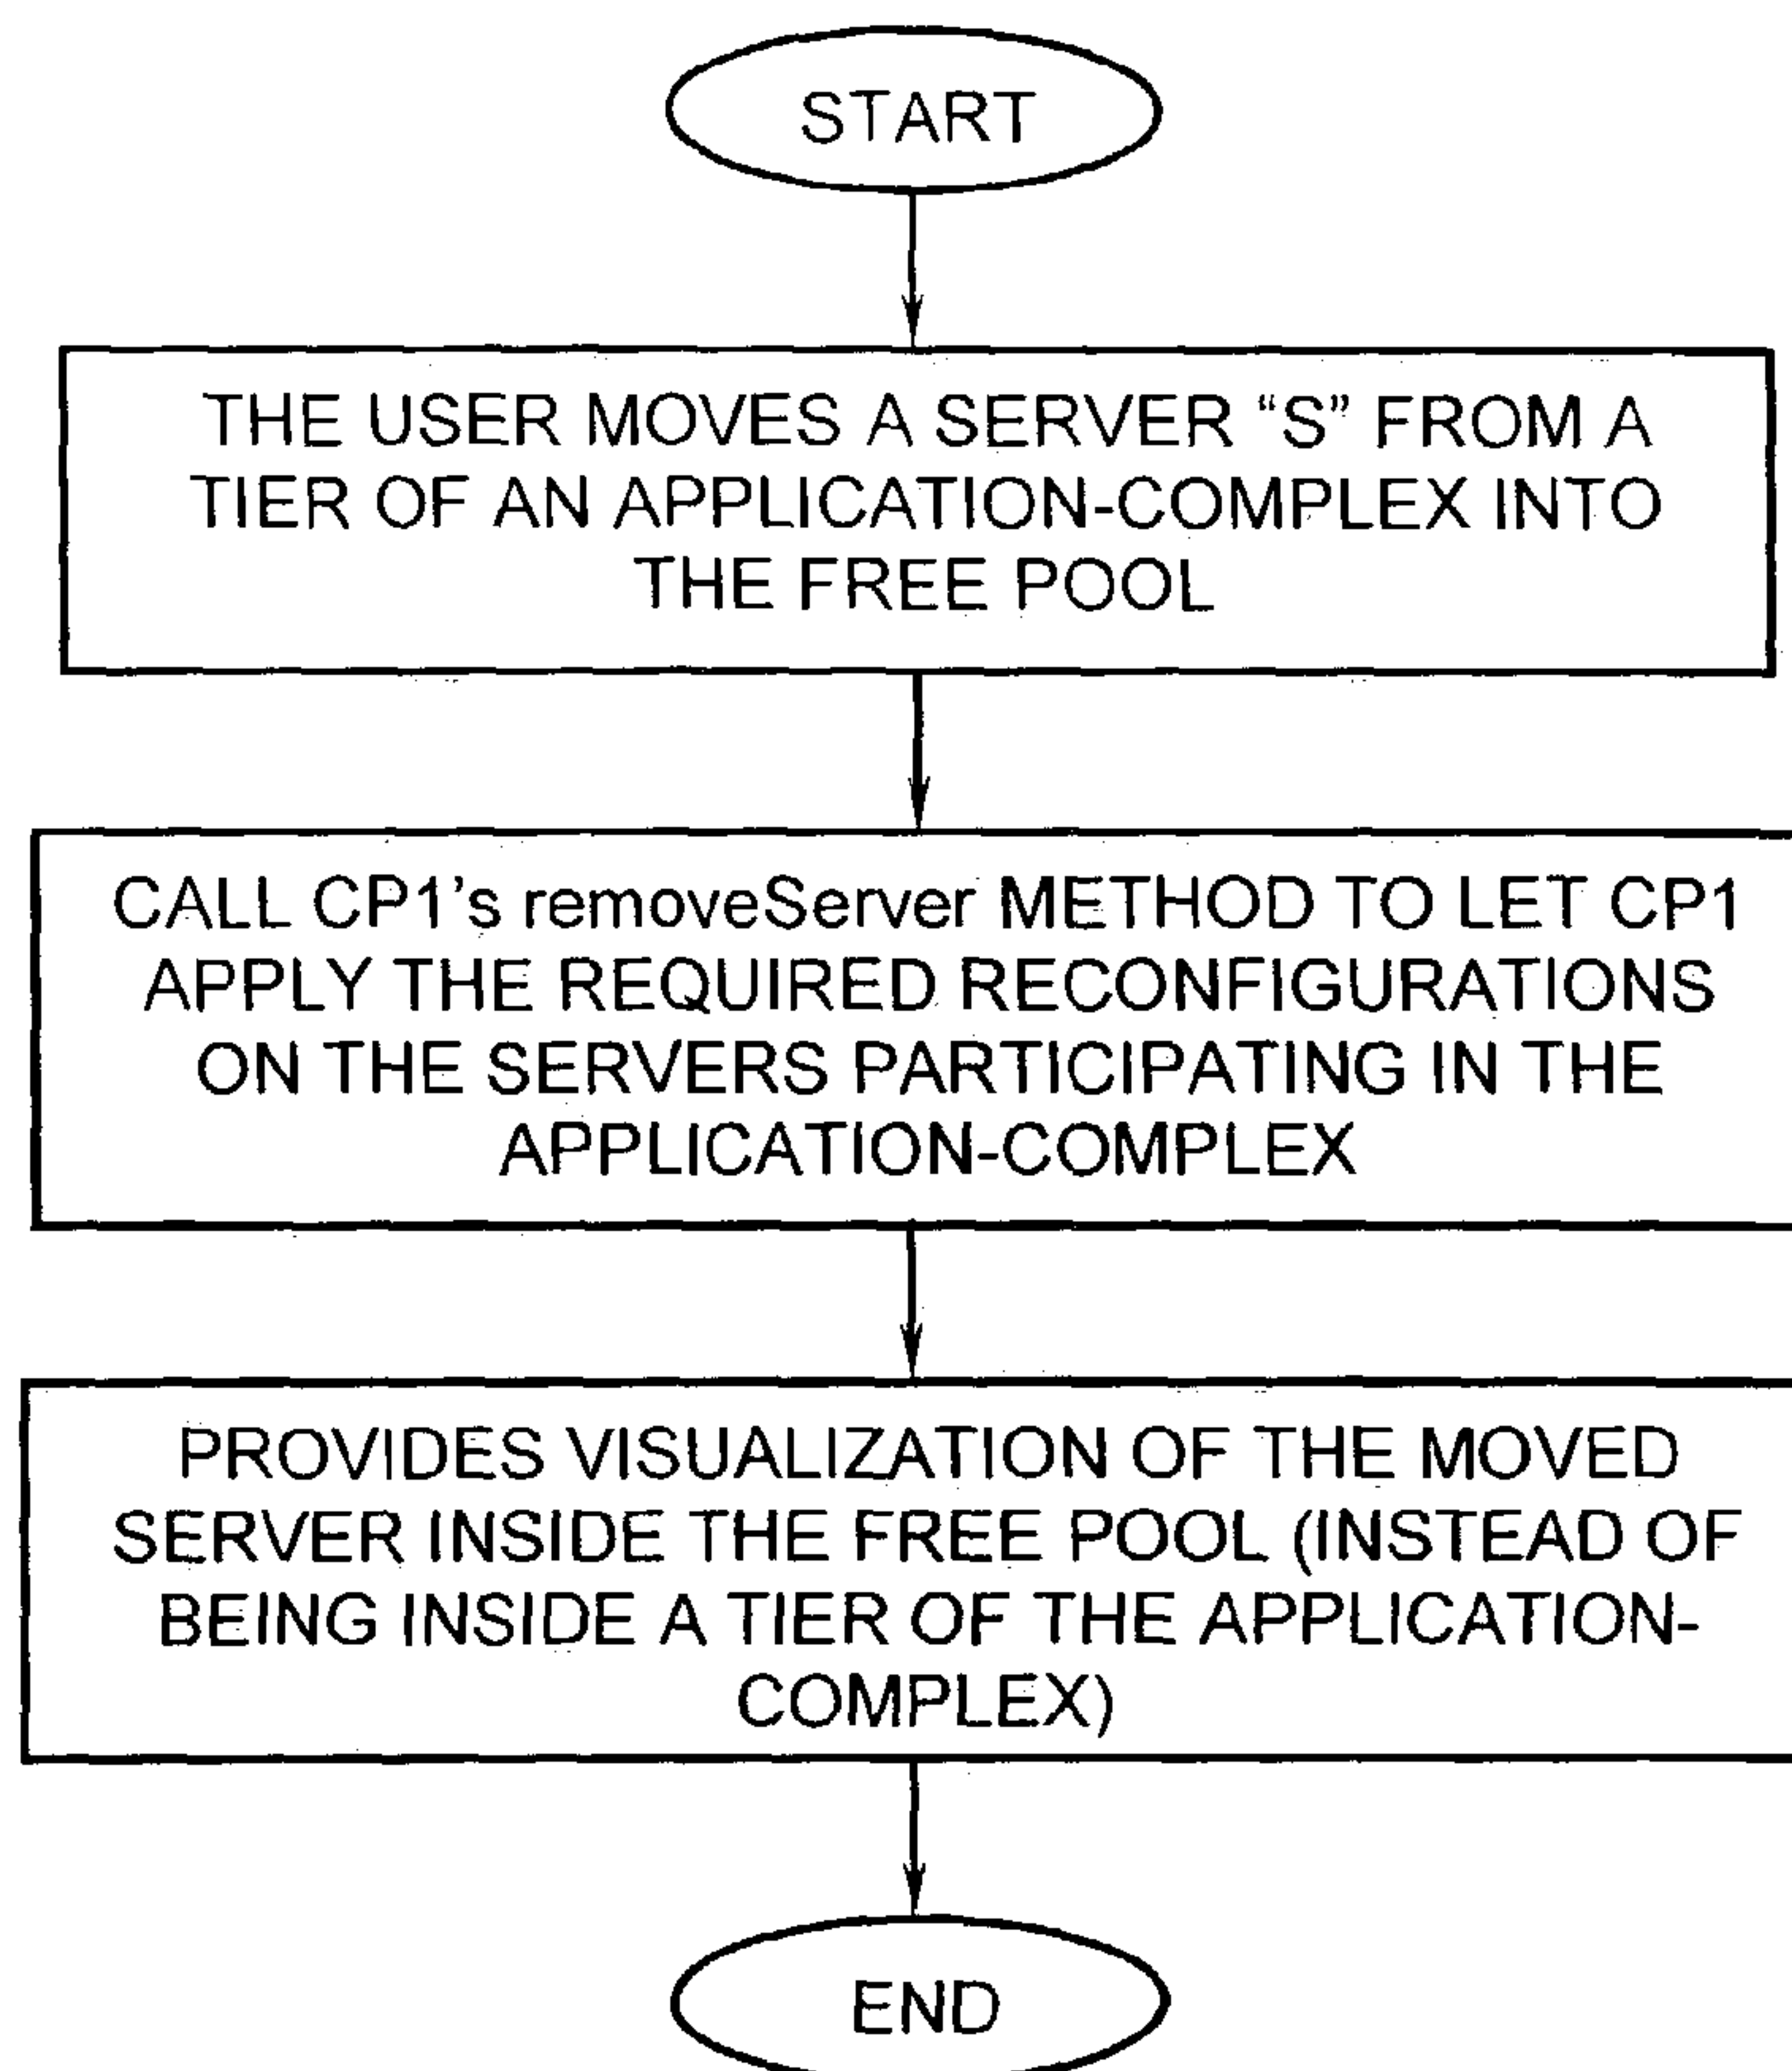 START
THE USER MOVES A SERVER “S” FROM A
TIER OF AN APPLICATION-COMPLEX INTO
THE FREE POOL
CALL CP1’s removeServer METHOD TO LET CP1
APPLY THE REQUIRED RECONFIGURATIONS
ON THE SERVERS PARTICIPATING IN THE
APPLICATION-COMPLEX
PROVIDES VISUALIZATION OF THE MOVED
SERVER INSIDE THE FREE POOL (INSTEAD OF
BEING INSIDE A TIER OF THE APPLICATION-
COMPLEX)
END